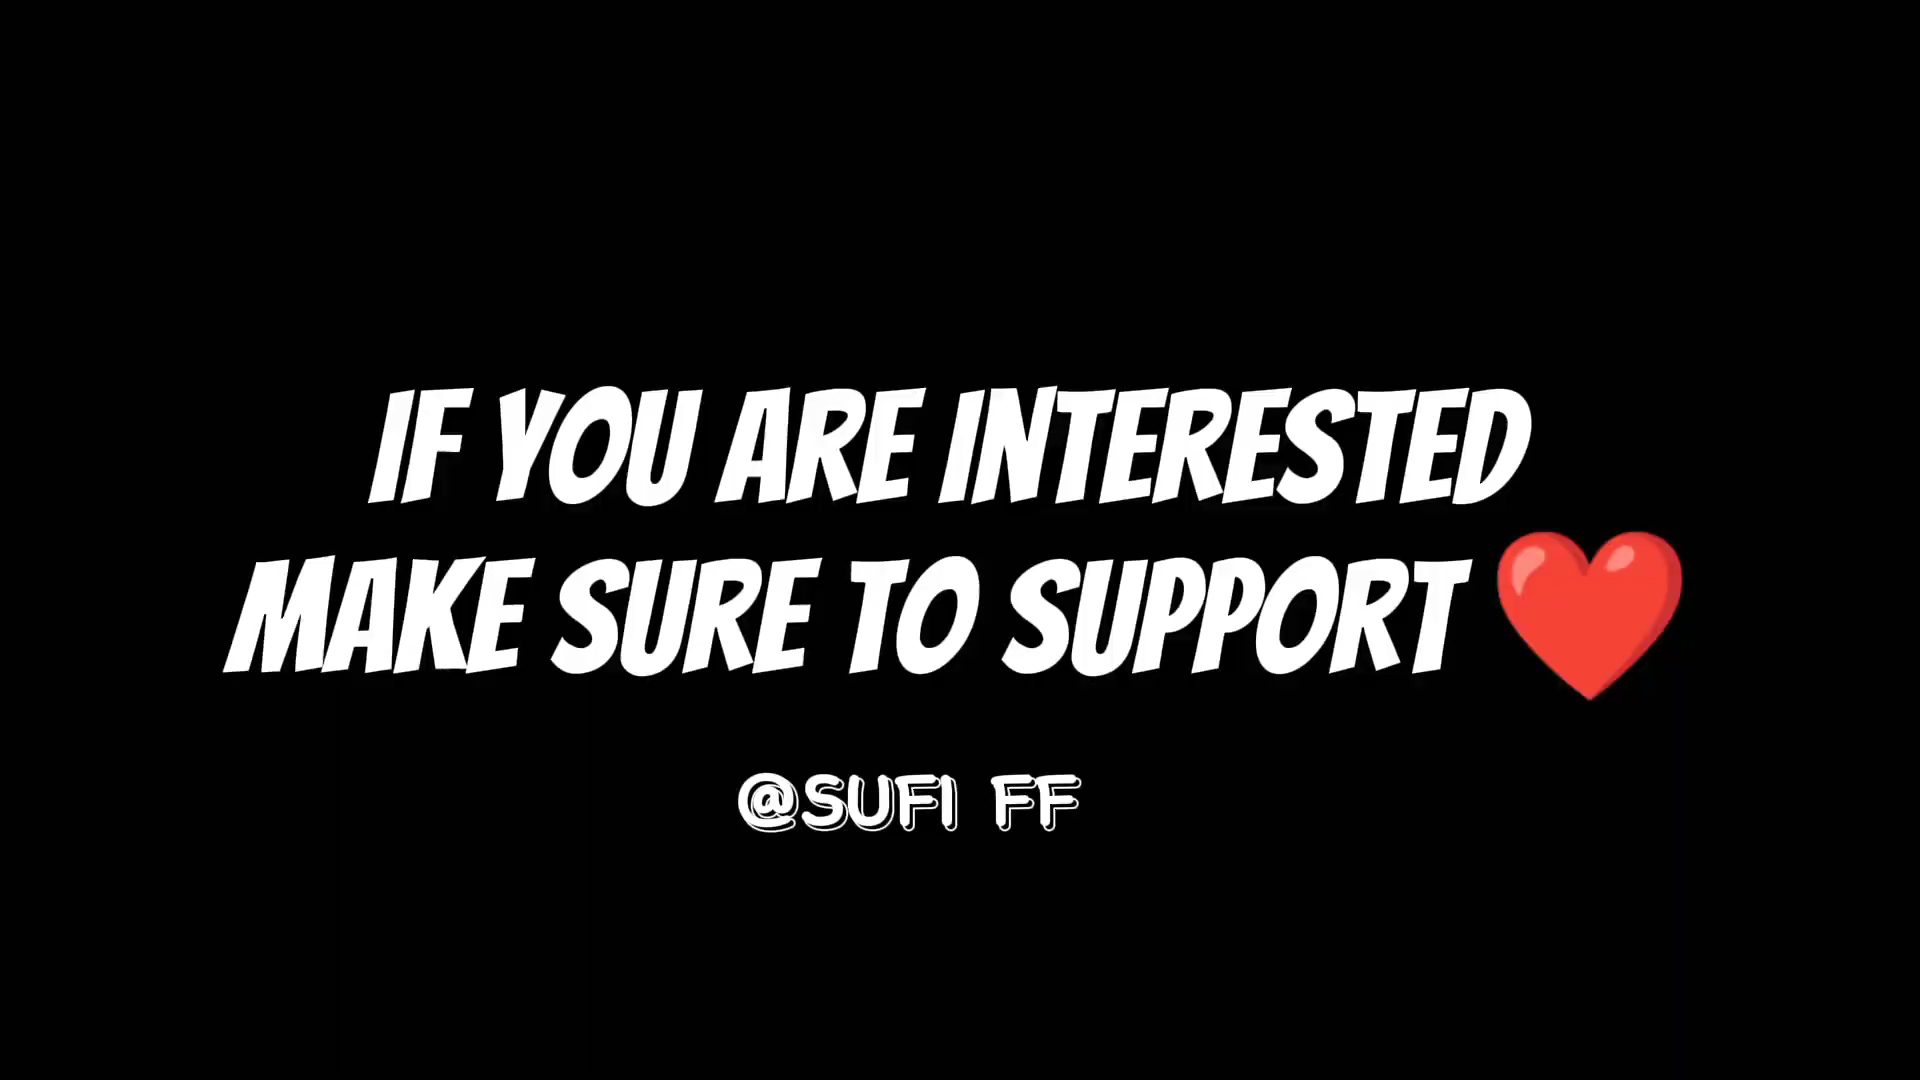 IF YOU ARE INTERESTED
MAKE SURE TO SUPPORT ❤️
@SUFI FF